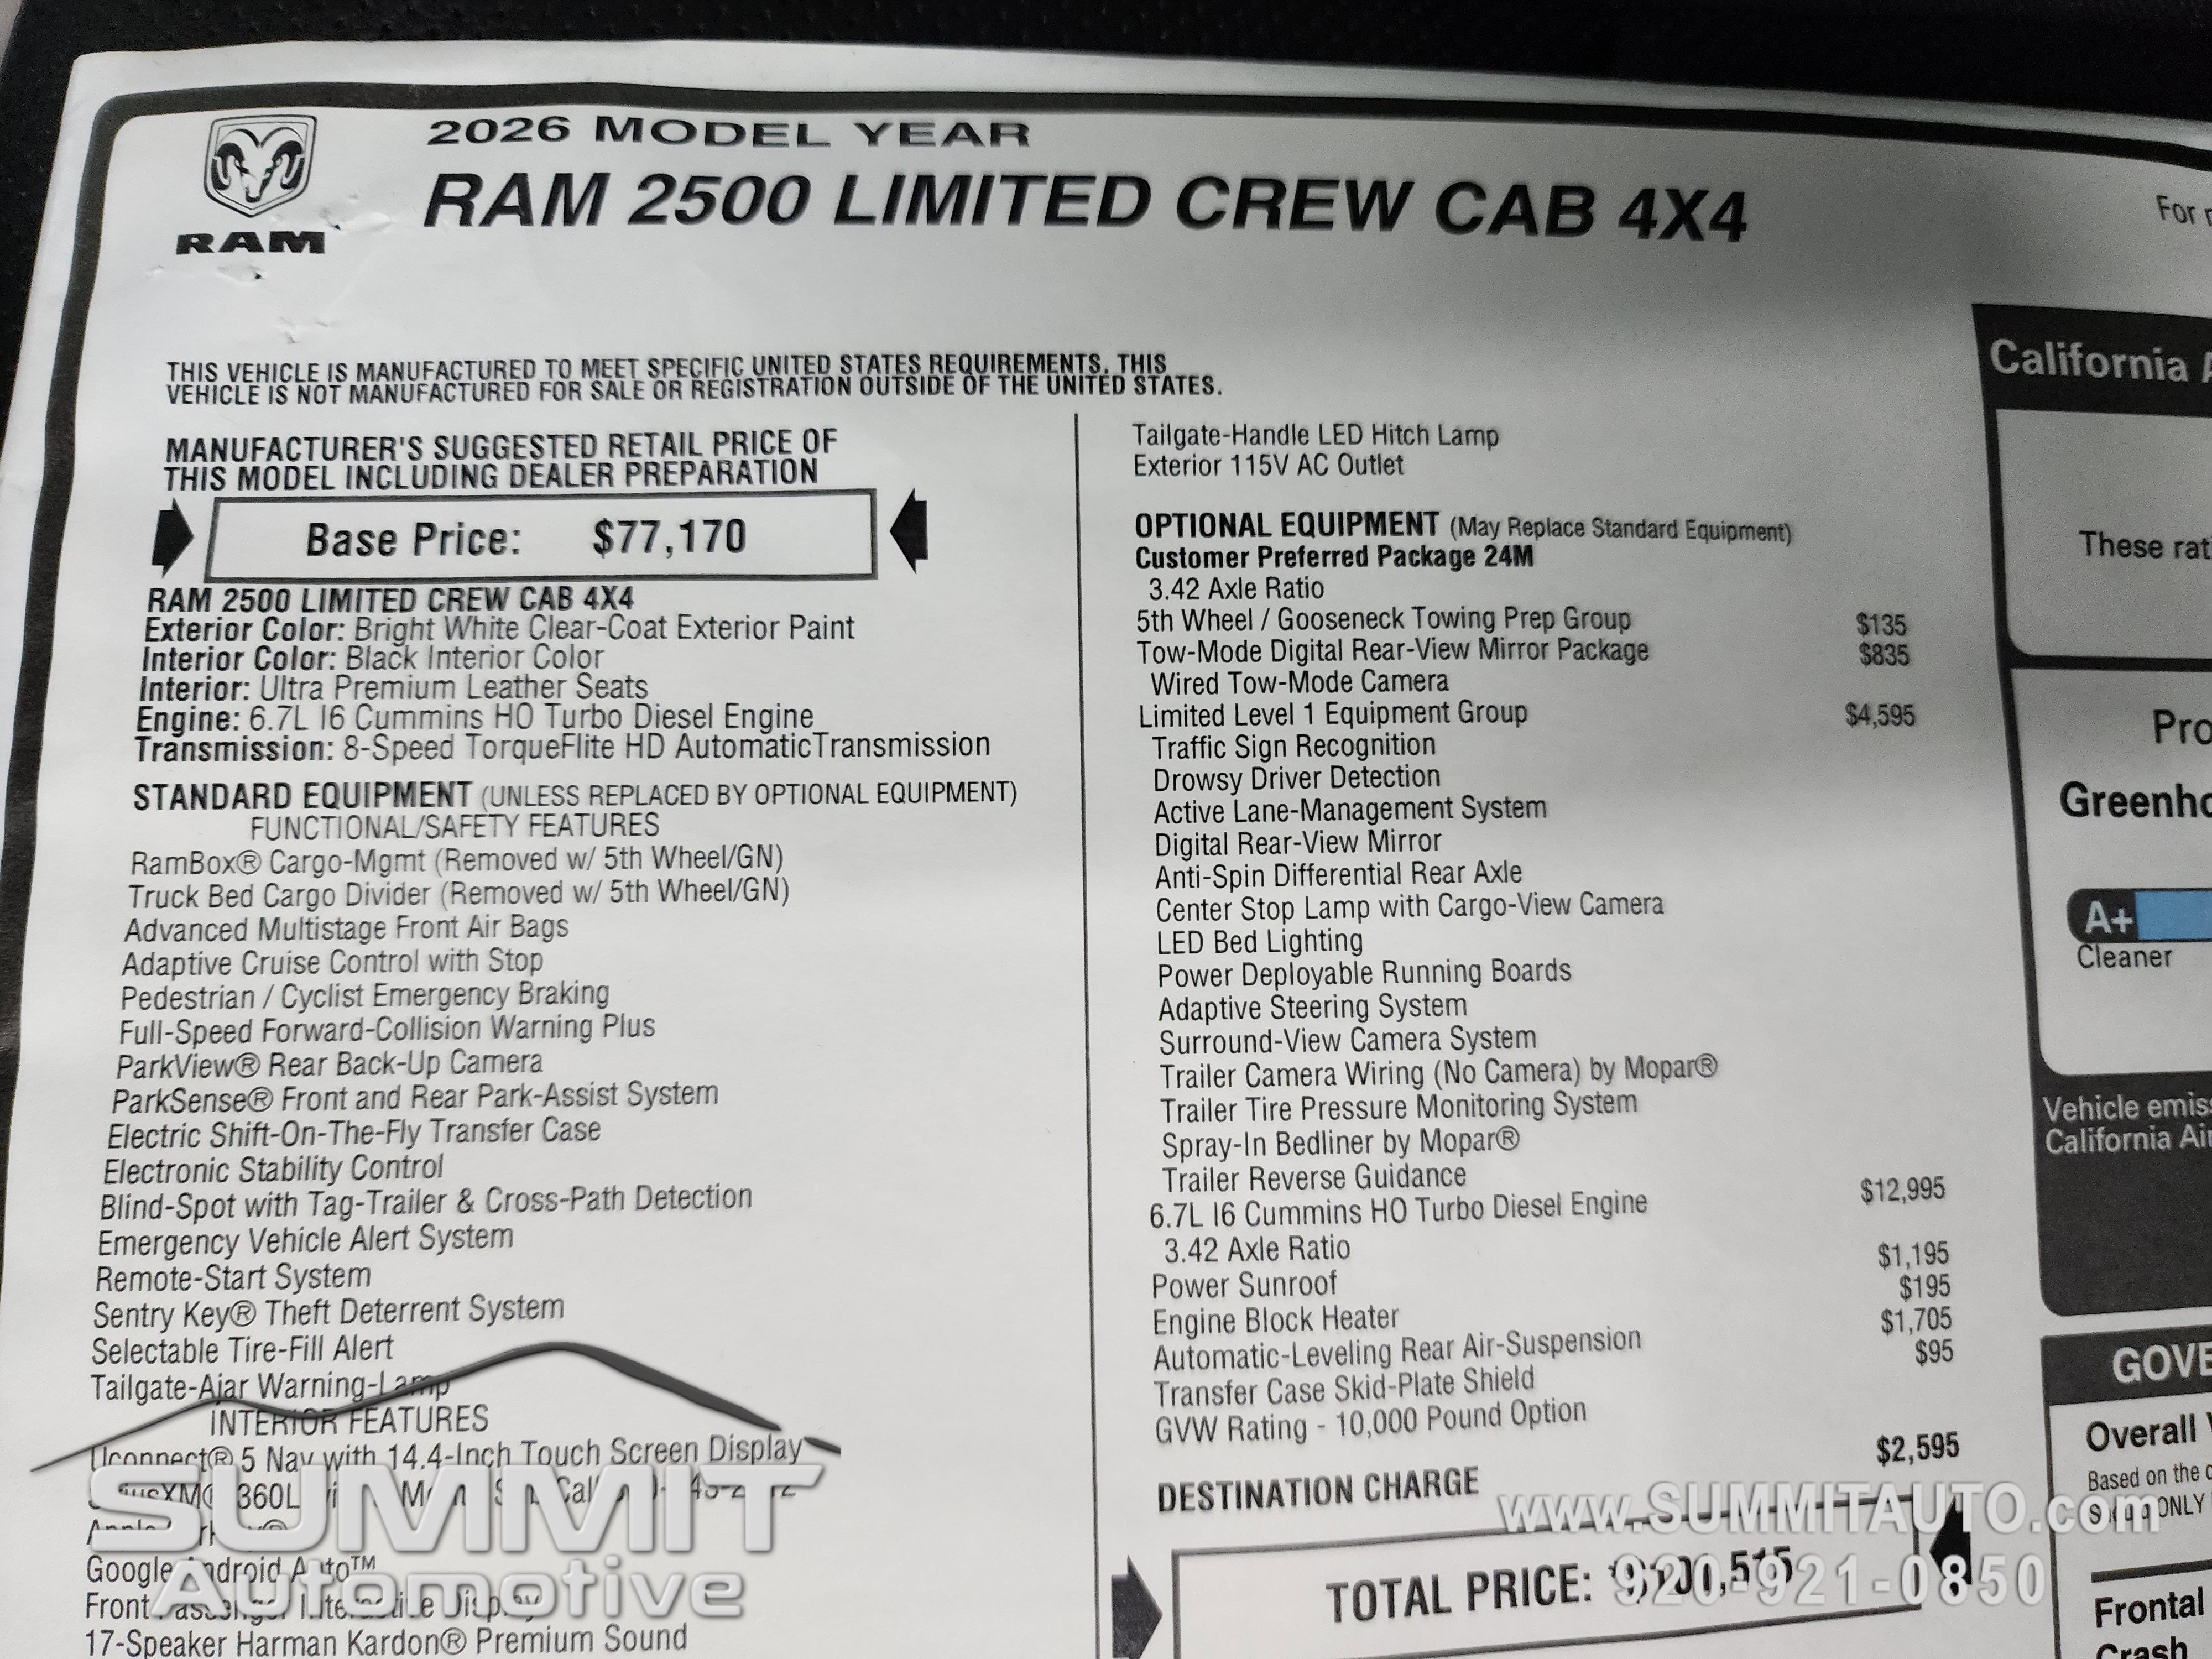 2026 MODEL YEAR
RAM 2500 LIMITED CREW CAB 4X4
RAM
For
THIS VEHICLE IS MANUFACTURED TO MEET SPECIFIC UNITED STATES REQUIREMENTS. THIS
VEHICLE IS NOT MANUFACTURED FOR SALE OR REGISTRATION OUTSIDE OF THE UNITED STATES.
MANUFACTURER'S SUGGESTED RETAIL PRICE OF
THIS MODEL INCLUDING DEALER PREPARATION
Base Price: $77,170
RAM 2500 LIMITED CREW CAB 4X4
Exterior Color: Bright White Clear-Coat Exterior Paint
Interior Color: Black Interior Color
Interior: Ultra Premium Leather Seats
Engine: 6.7L I6 Cummins HO Turbo Diesel Engine
Transmission: 8-Speed TorqueFlite HD AutomaticTransmission
STANDARD EQUIPMENT (UNLESS REPLACED BY OPTIONAL EQUIPMENT)
FUNCTIONAL/SAFETY FEATURES
RamBox® Cargo-Mgmt (Removed w/ 5th Wheel/GN)
Truck Bed Cargo Divider (Removed w/ 5th Wheel/GN)
Advanced Multistage Front Air Bags
Adaptive Cruise Control with Stop
Pedestrian / Cyclist Emergency Braking
Full-Speed Forward-Collision Warning Plus
ParkView® Rear Back-Up Camera
ParkSense® Front and Rear Park-Assist System
Electric Shift-On-The-Fly Transfer Case
Electronic Stability Control
Blind-Spot with Tag-Trailer & Cross-Path Detection
Emergency Vehicle Alert System
Remote-Start System
Sentry Key® Theft Deterrent System
Selectable Tire-Fill Alert
Tailgate-Ajar Warning-Lamp
INTERIOR FEATURES
Uconnect® 5 Nav with 14.4-Inch Touch Screen Display
360L
Google Android Auto™
Front Passenger Interactive Display
17-Speaker Harman Kardon® Premium Sound
SUMMIT
Automotive
Tailgate-Handle LED Hitch Lamp
Exterior 115V AC Outlet
OPTIONAL EQUIPMENT (May Replace Standard Equipment)
Customer Preferred Package 24M
3.42 Axle Ratio
5th Wheel / Gooseneck Towing Prep Group $135
Tow-Mode Digital Rear-View Mirror Package $835
Wired Tow-Mode Camera
Limited Level 1 Equipment Group $4,595
Traffic Sign Recognition
Drowsy Driver Detection
Active Lane-Management System
Digital Rear-View Mirror
Anti-Spin Differential Rear Axle
Center Stop Lamp with Cargo-View Camera
LED Bed Lighting
Power Deployable Running Boards
Adaptive Steering System
Surround-View Camera System
Trailer Camera Wiring (No Camera) by Mopar®
Trailer Tire Pressure Monitoring System
Spray-In Bedliner by Mopar®
Trailer Reverse Guidance
6.7L I6 Cummins HO Turbo Diesel Engine $12,995
3.42 Axle Ratio
Power Sunroof $1,195
Engine Block Heater $195
Automatic-Leveling Rear Air-Suspension $1,705
Transfer Case Skid-Plate Shield $95
GVW Rating - 10,000 Pound Option
DESTINATION CHARGE $2,595
TOTAL PRICE: $101,515
www.SUMMITAUTO.com
920-921-0850
California
These
Pro
A+
Cleaner
Vehicle
California Air
Overall
Based on the
ONLY
Frontal
Crash